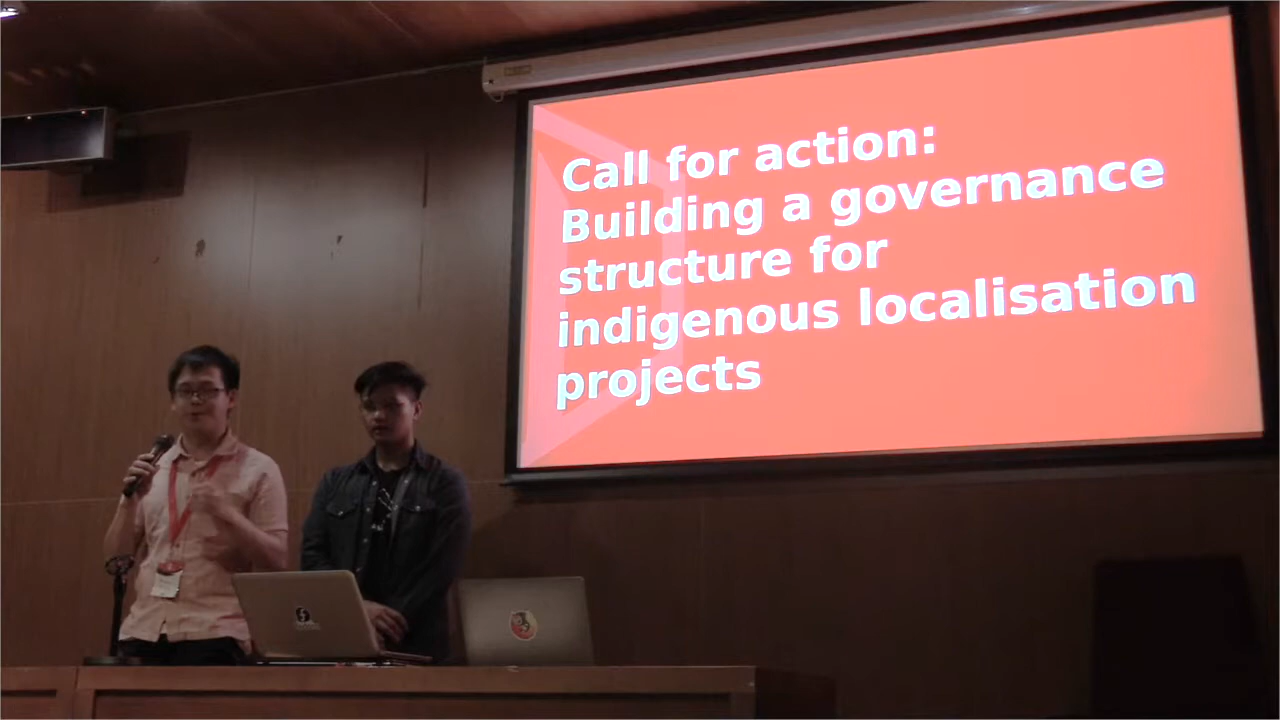 Call for action:
Building a governance
structure for
indigenous localisation
projects